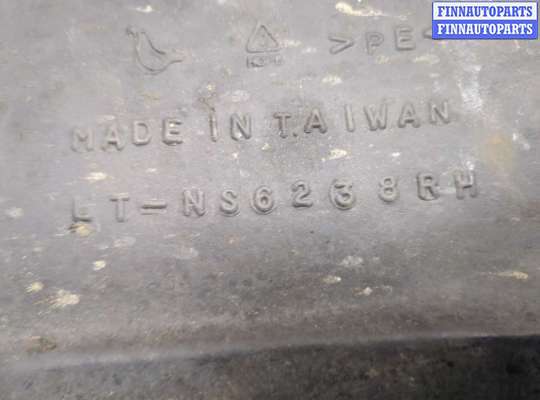 FINNAUTOPARTS
FINNAUTOPARTS
>PE<
MADE IN TAIWAN
LT-NS6238RH